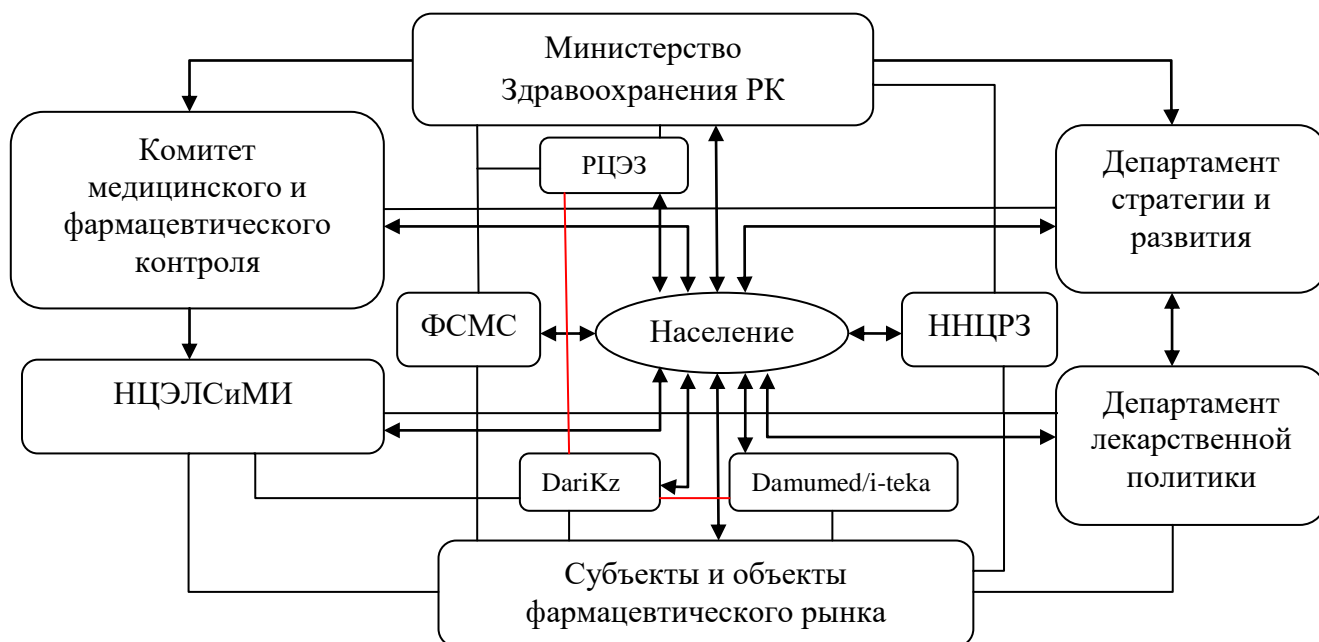 Министерство
Здравоохранения РК
Комитет
медицинского и
фармацевтического
контроля
РЦЭЗ
Департамент
стратегии и
развития
ФСМС
Население
ННЦРЗ
НЦЭЛСиМИ
Департамент
лекарственной
политики
DariKz
Damumed/i-teka
Субъекты и объекты
фармацевтического рынка